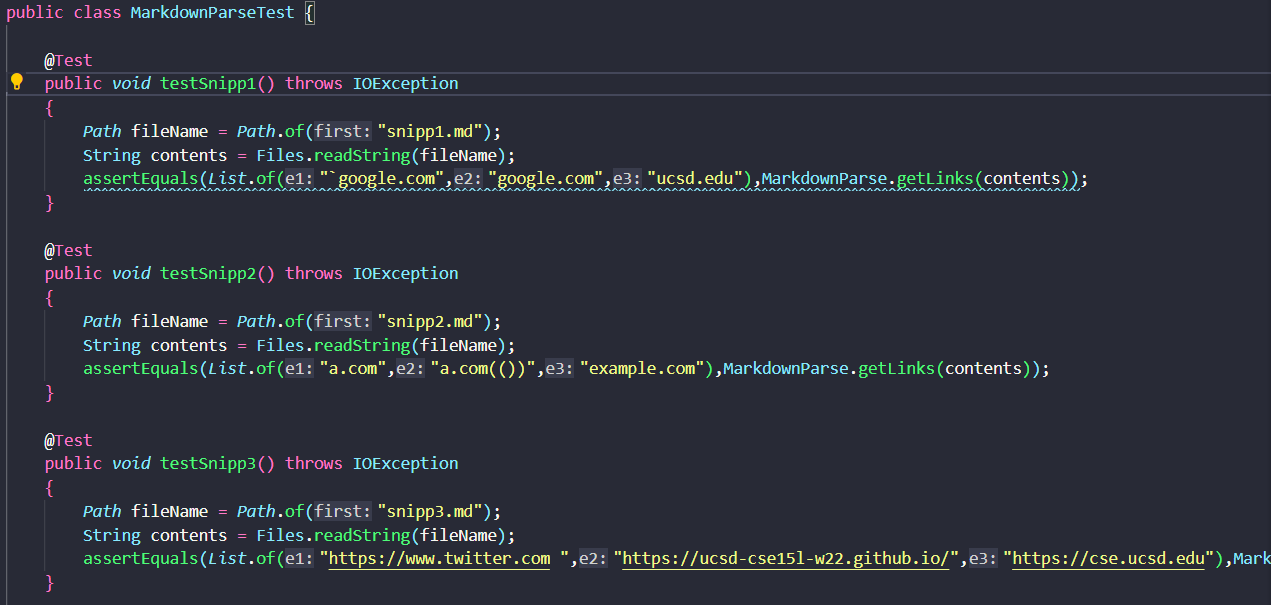 public class MarkdownParseTest {
@Test
public void testSnipp1() throws IOException
{
Path fileName = Path.of(first: "snipp1.md");
String contents = Files.readString(fileName);
assertEquals(List.of(e1: "`google.com",e2: "google.com",e3: "ucsd.edu"),MarkdownParse.getLinks(contents));
}
@Test
public void testSnipp2() throws IOException
{
Path fileName = Path.of(first: "snipp2.md");
String contents = Files.readString(fileName);
assertEquals(List.of(e1: "a.com",e2: "a.com(())",e3: "example.com"),MarkdownParse.getLinks(contents));
}
@Test
public void testSnipp3() throws IOException
{
Path fileName = Path.of(first: "snipp3.md");
String contents = Files.readString(fileName);
assertEquals(List.of(e1: "https://www.twitter.com ",e2: "https://ucsd-cse15l-w22.github.io/",e3: "https://cse.ucsd.edu"),Mark
}